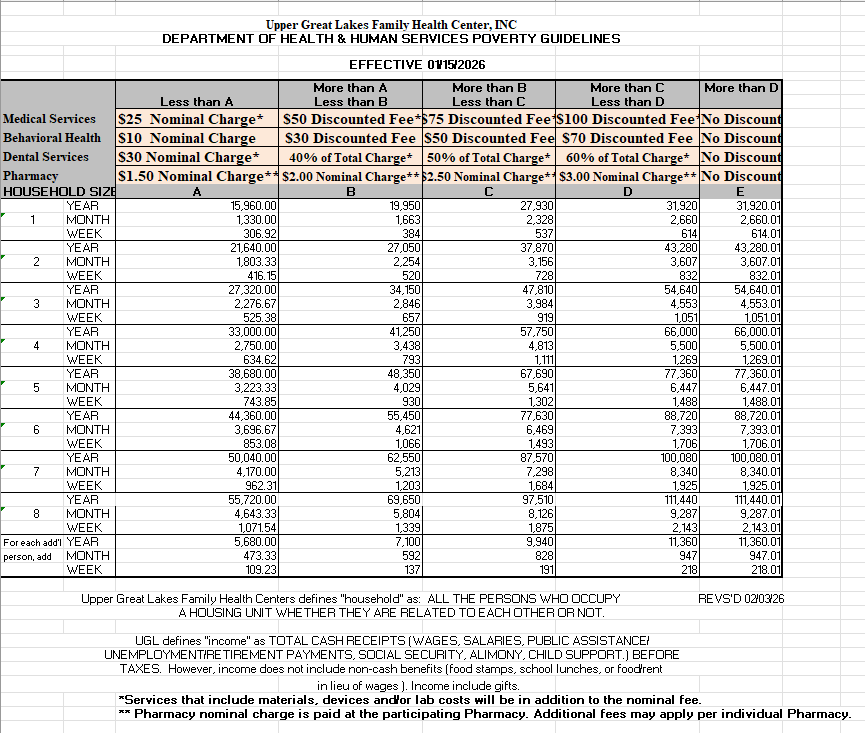 Upper Great Lakes Family Health Center, INC
DEPARTMENT OF HEALTH & HUMAN SERVICES POVERTY GUIDELINES
EFFECTIVE 01/15/2026
Less than A More than A Less than B More than B Less than C More than C Less than D More than D
Medical Services $25 Nominal Charge* $50 Discounted Fee* $75 Discounted Fee* $100 Discounted Fee* No Discount
Behavioral Health $10 Nominal Charge $30 Discounted Fee $50 Discounted Fee $70 Discounted Fee No Discount
Dental Services $30 Nominal Charge* 40% of Total Charge* 50% of Total Charge* 60% of Total Charge* No Discount
Pharmacy $1.50 Nominal Charge** $2.00 Nominal Charge** $2.50 Nominal Charge** $3.00 Nominal Charge** No Discount
HOUSEHOLD SIZE A B C D E
YEAR 15,960.00 19,950 27,930 31,920 31,920.01
1 MONTH 1,330.00 1,663 2,328 2,660 2,660.01
WEEK 306.92 384 537 614 614.01
YEAR 21,640.00 27,050 37,870 43,280 43,280.01
2 MONTH 1,803.33 2,254 3,156 3,607 3,607.01
WEEK 416.15 520 728 832 832.01
YEAR 27,320.00 34,150 47,810 54,640 54,640.01
3 MONTH 2,276.67 2,846 3,984 4,553 4,553.01
WEEK 525.38 657 919 1,051 1,051.01
YEAR 33,000.00 41,250 57,750 66,000 66,000.01
4 MONTH 2,750.00 3,438 4,813 5,500 5,500.01
WEEK 634.62 793 1,111 1,269 1,269.01
YEAR 38,680.00 48,350 67,690 77,360 77,360.01
5 MONTH 3,223.33 4,029 5,641 6,447 6,447.01
WEEK 743.85 930 1,302 1,488 1,488.01
YEAR 44,360.00 55,450 77,630 88,720 88,720.01
6 MONTH 3,696.67 4,621 6,469 7,393 7,393.01
WEEK 853.08 1,066 1,493 1,706 1,706.01
YEAR 50,040.00 62,550 87,570 100,080 100,080.01
7 MONTH 4,170.00 5,213 7,298 8,340 8,340.01
WEEK 962.31 1,203 1,684 1,925 1,925.01
YEAR 55,720.00 69,650 97,510 111,440 111,440.01
8 MONTH 4,643.33 5,804 8,126 9,287 9,287.01
WEEK 1,071.54 1,339 1,875 2,143 2,143.01
For each add'l YEAR 5,680.00 7,100 9,940 11,360 11,360.01
person, add MONTH 473.33 592 828 947 947.01
WEEK 109.23 137 191 218 218.01
Upper Great Lakes Family Health Centers defines "household" as: ALL THE PERSONS WHO OCCUPY REVS'D 02/03/26
A HOUSING UNIT WHETHER THEY ARE RELATED TO EACH OTHER OR NOT.
UGL defines "income" as TOTAL CASH RECEIPTS (WAGES, SALARIES, PUBLIC ASSISTANCE/
UNEMPLOYMENT/RETIREMENT PAYMENTS, SOCIAL SECURITY, ALIMONY, CHILD SUPPORT.) BEFORE
TAXES. However, income does not include non-cash benefits (food stamps, school lunches, or food/rent
in lieu of wages ). Income include gifts.
*Services that include materials, devices and/or lab costs will be in addition to the nominal fee.
** Pharmacy nominal charge is paid at the participating Pharmacy. Additional fees may apply per individual Pharmacy.